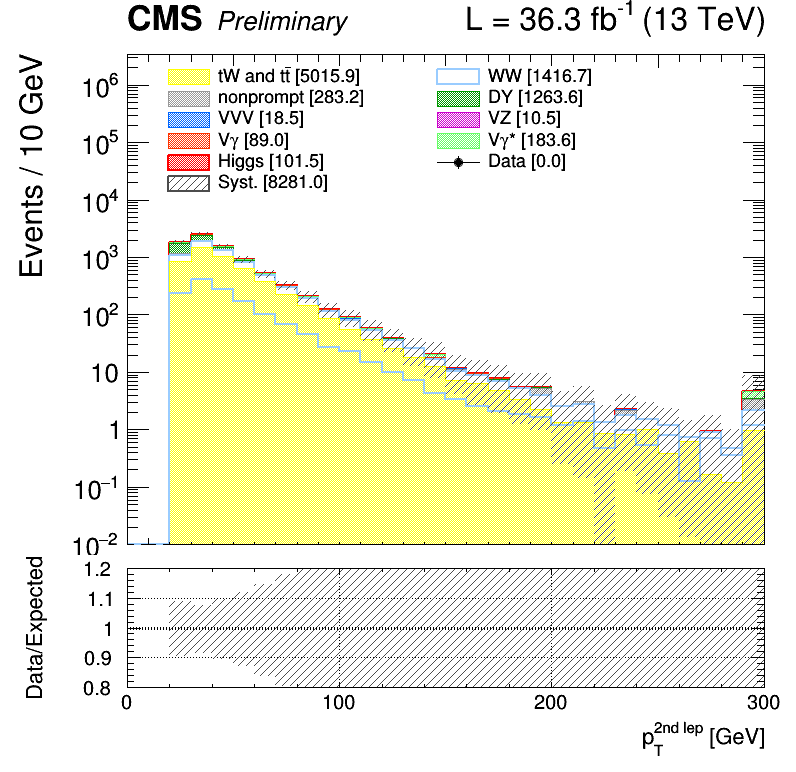 CMS Preliminary L = 36.3 fb⁻¹ (13 TeV)
Events / 10 GeV
10⁶
10⁵
10⁴
10³
10²
10
1
10⁻¹
10⁻²
tW and tt̄ [5015.9]
nonprompt [283.2]
VVV [18.5]
Vγ [89.0]
Higgs [101.5]
Syst. [8281.0]
WW [1416.7]
DY [1263.6]
VZ [10.5]
Vγ* [183.6]
Data [0.0]
Data/Expected
1.2
1.1
1
0.9
0.8
0 100 200 300
p_T^{2nd lep} [GeV]